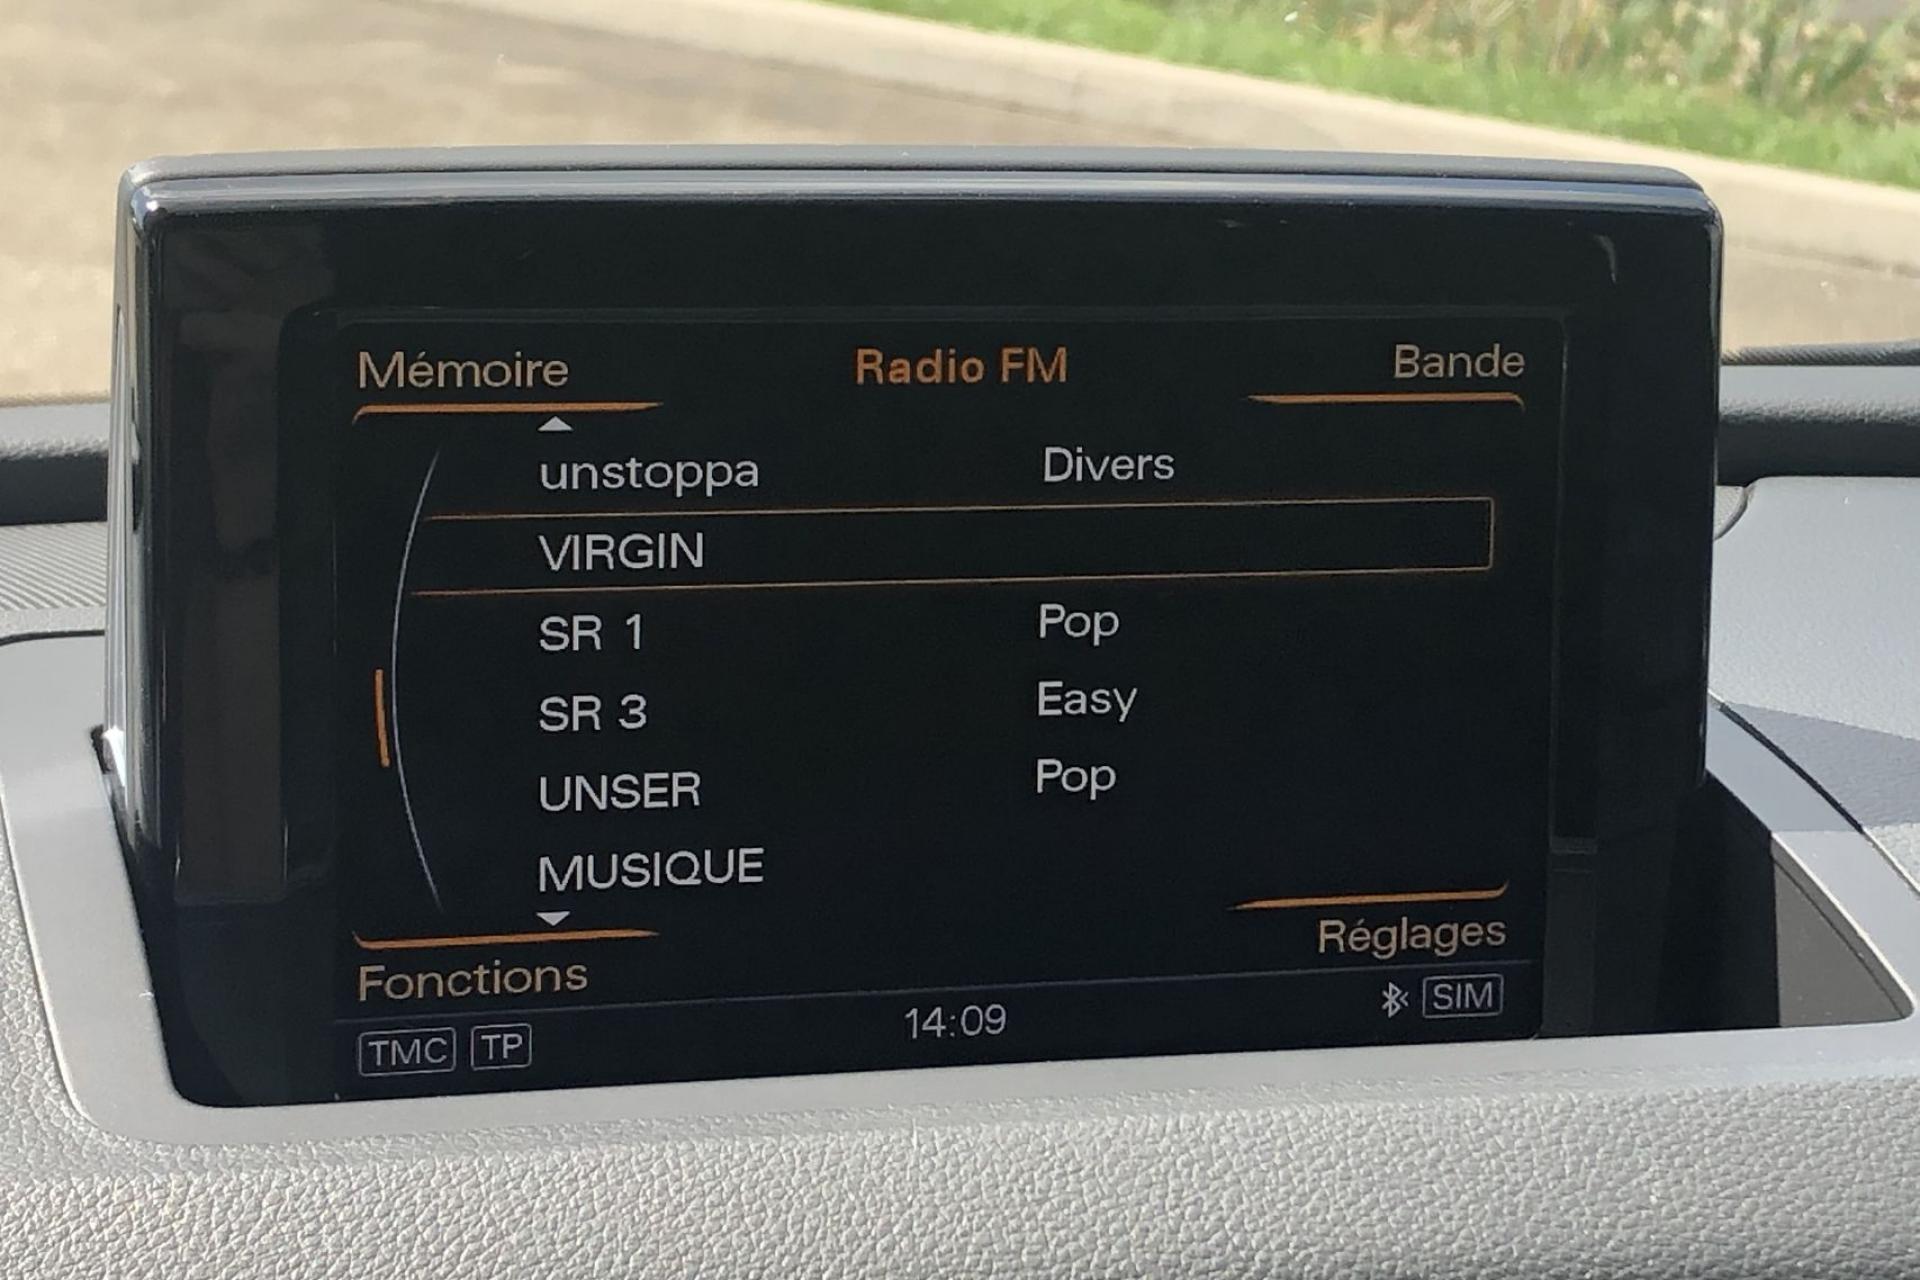 Mémoire Radio FM Bande
unstoppa Divers
VIRGIN
SR 1 Pop
SR 3 Easy
UNSER Pop
MUSIQUE
Réglages
Fonctions
TMC TP 14:09 SIM